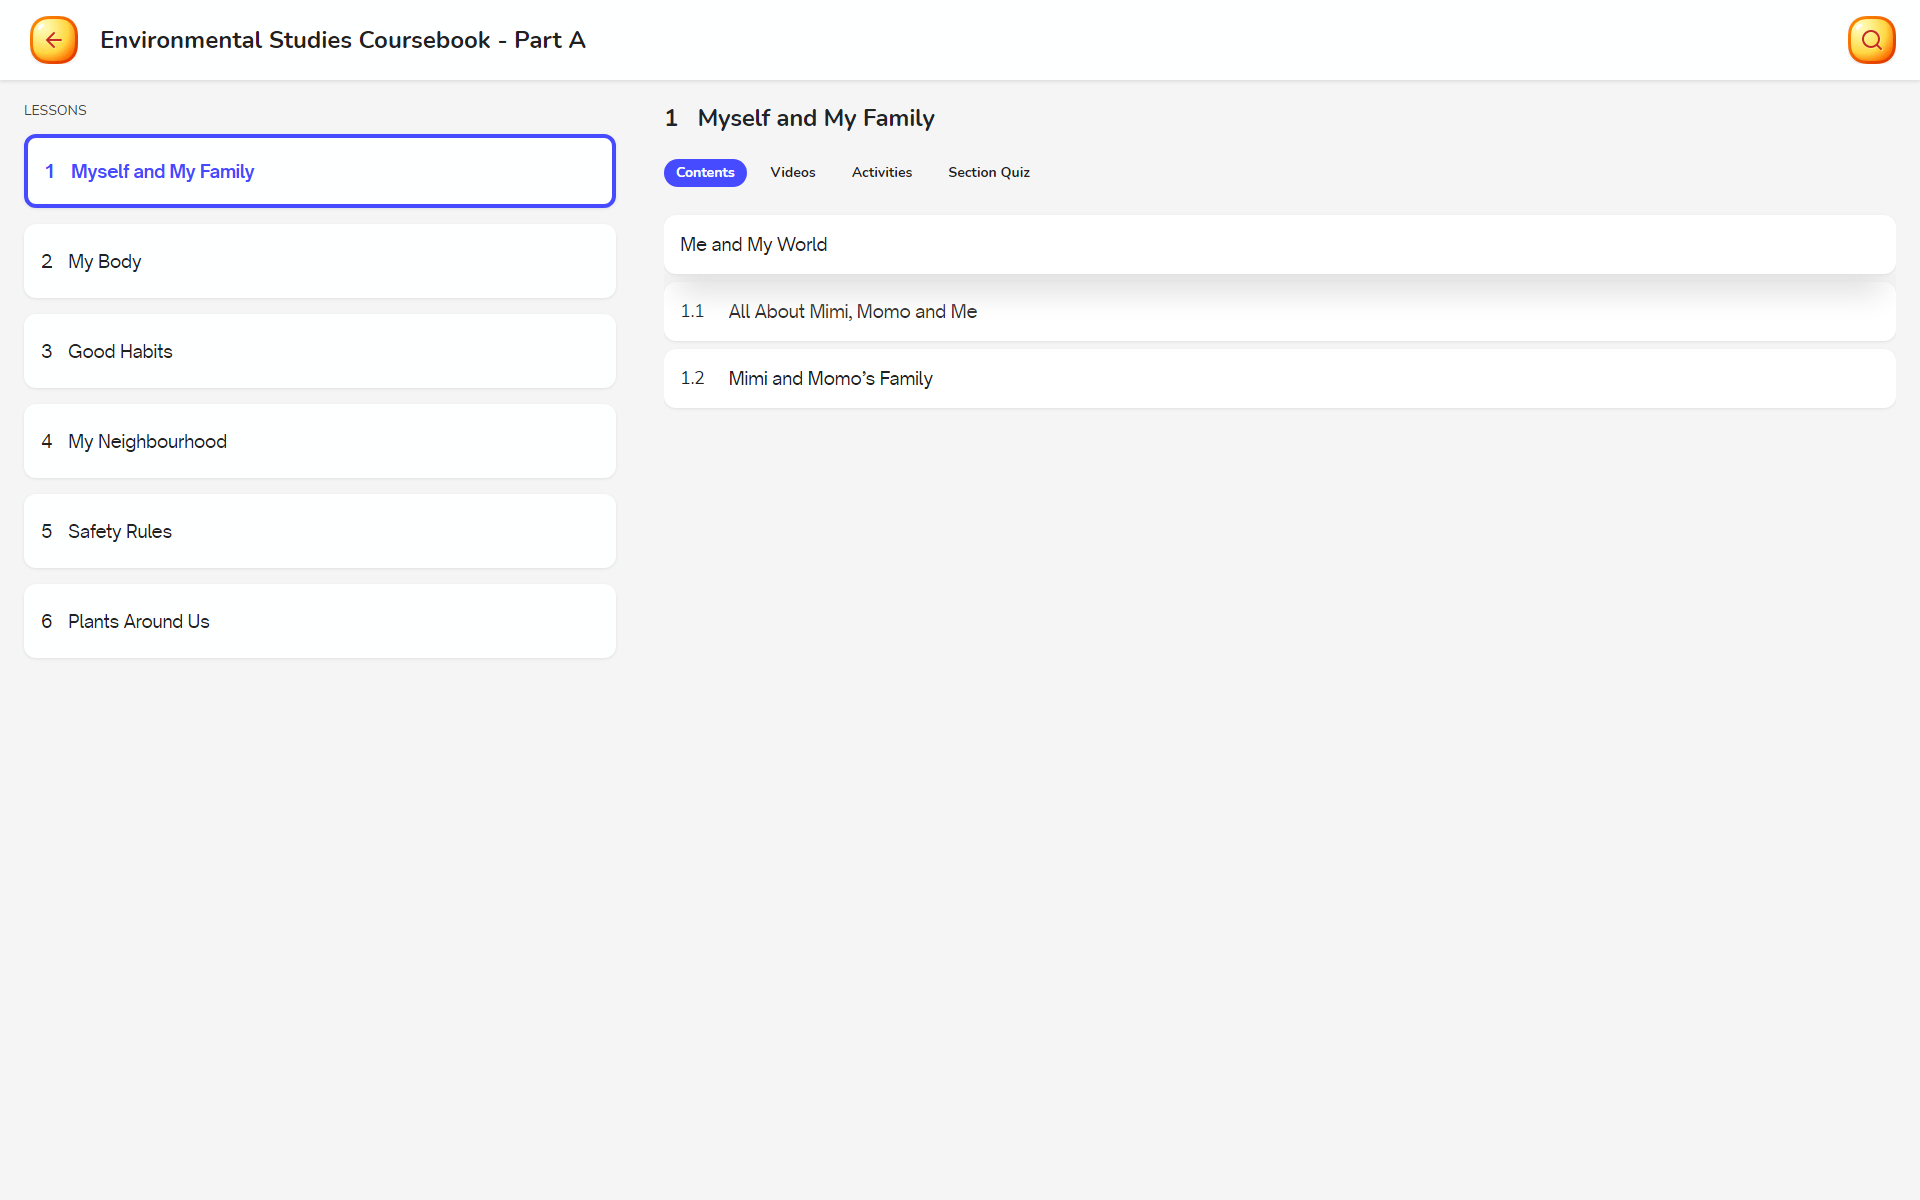 Environmental Studies Coursebook - Part A
LESSONS
1 Myself and My Family
2 My Body
3 Good Habits
4 My Neighbourhood
5 Safety Rules
6 Plants Around Us
1 Myself and My Family
Contents Videos Activities Section Quiz
Me and My World
1.1 All About Mimi, Momo and Me
1.2 Mimi and Momo’s Family